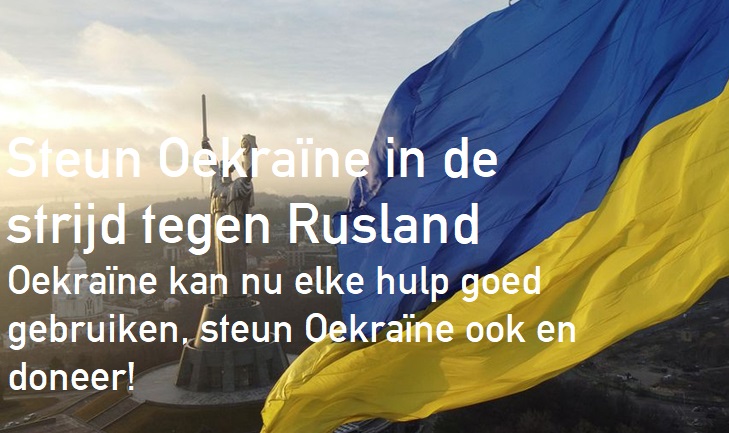 Steun Oekraïne in de
strijd tegen Rusland
Oekraïne kan nu elke hulp goed
gebruiken, steun Oekraïne ook en
doneer!